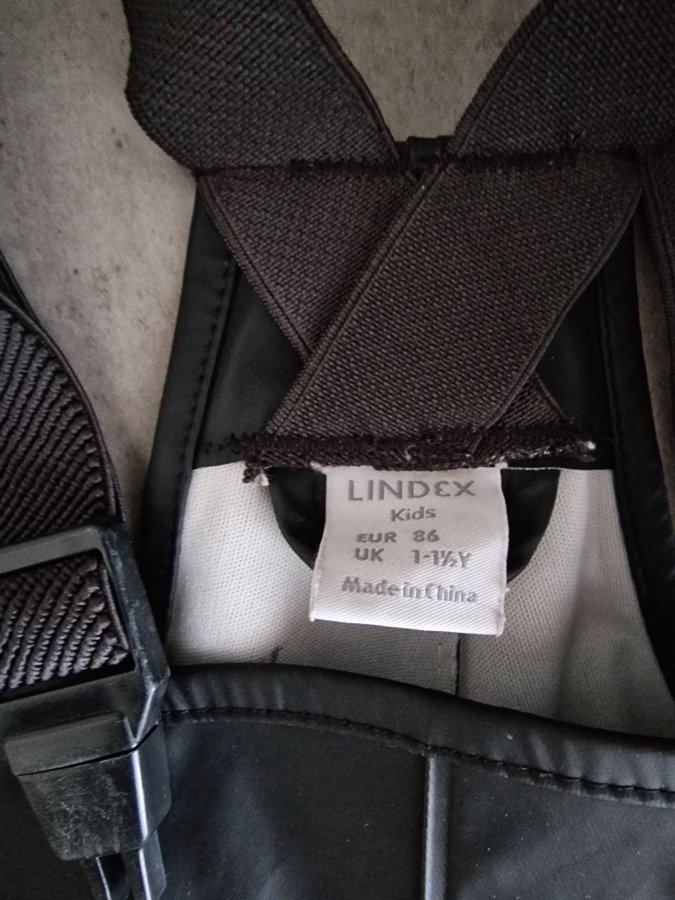 LINDEX
Kids
EUR 86
UK 1-1½Y
Made in China